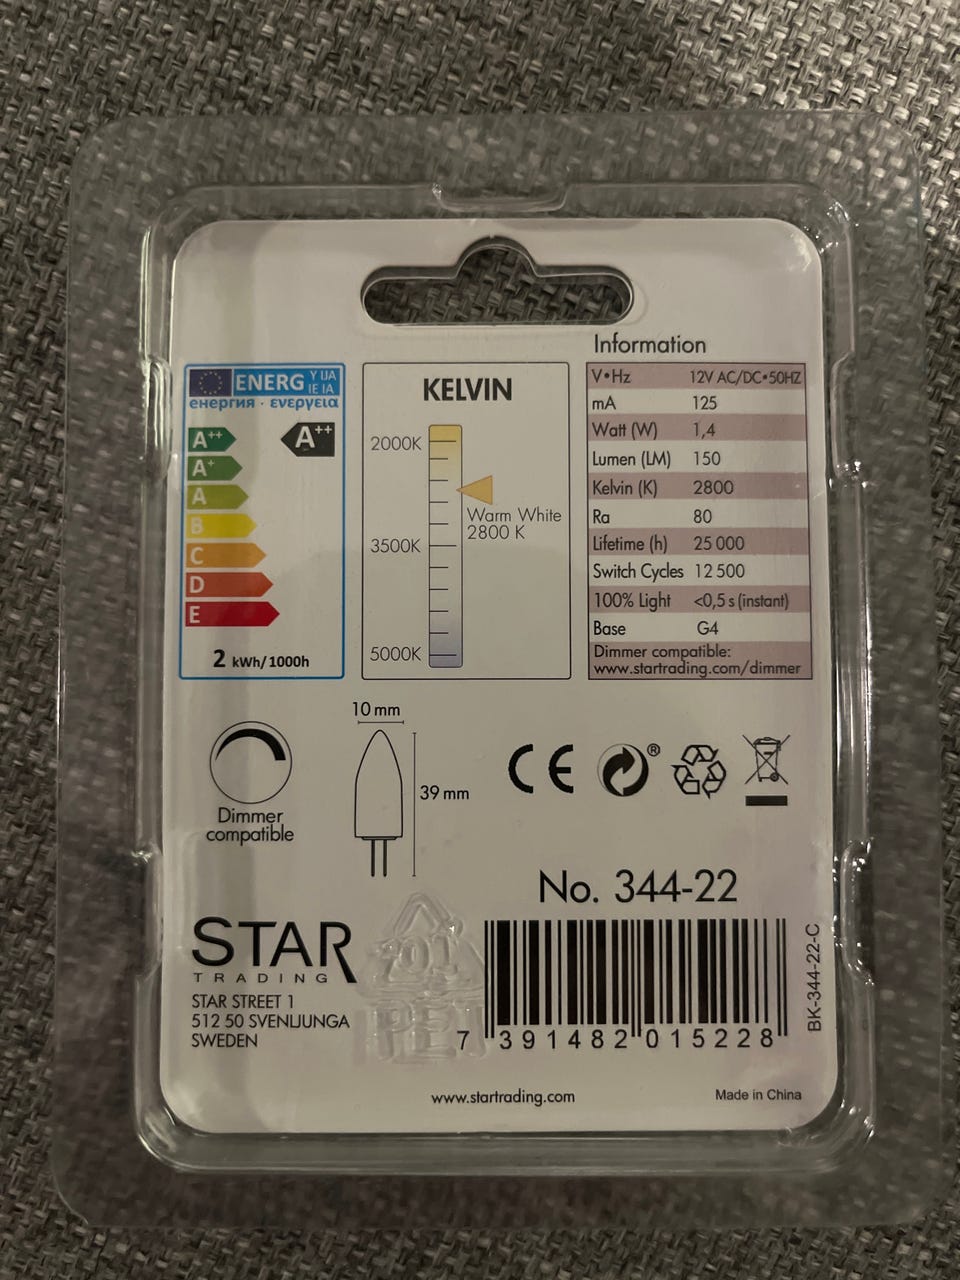 Information
ENERG Y IJA
IE IA
енергия · ενεργεια
A++
A++
A+
A
B
C
D
E
2 kWh/1000h
KELVIN
2000K
Warm White
2800 K
3500K
5000K
V•Hz 12V AC/DC•50HZ
mA 125
Watt (W) 1,4
Lumen (LM) 150
Kelvin (K) 2800
Ra 80
Lifetime (h) 25 000
Switch Cycles 12 500
100% Light <0,5 s (instant)
Base G4
Dimmer compatible:
www.startrading.com/dimmer
Dimmer
compatible
10 mm
39 mm
CE
®
No. 344-22
STAR
TRADING
STAR STREET 1
512 50 SVENLJUNGA
SWEDEN
701
PET
7 391482 015228
BK-344-22-C
www.startrading.com
Made in China